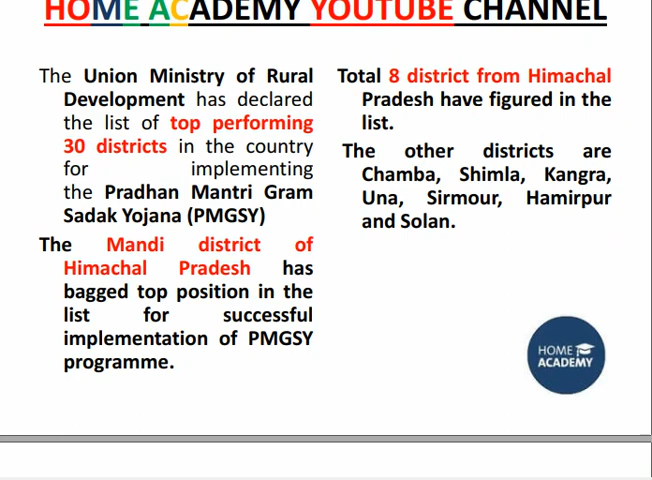 HOME ACADEMY YOUTUBE CHANNEL
The Union Ministry of Rural
Development has declared
the list of top performing
30 districts in the country
for implementing
the Pradhan Mantri Gram
Sadak Yojana (PMGSY)
The Mandi district of
Himachal Pradesh has
bagged top position in the
list for successful
implementation of PMGSY
programme.
Total 8 district from Himachal
Pradesh have figured in the
list.
The other districts are
Chamba, Shimla, Kangra,
Una, Sirmour, Hamirpur
and Solan.
HOME
ACADEMY